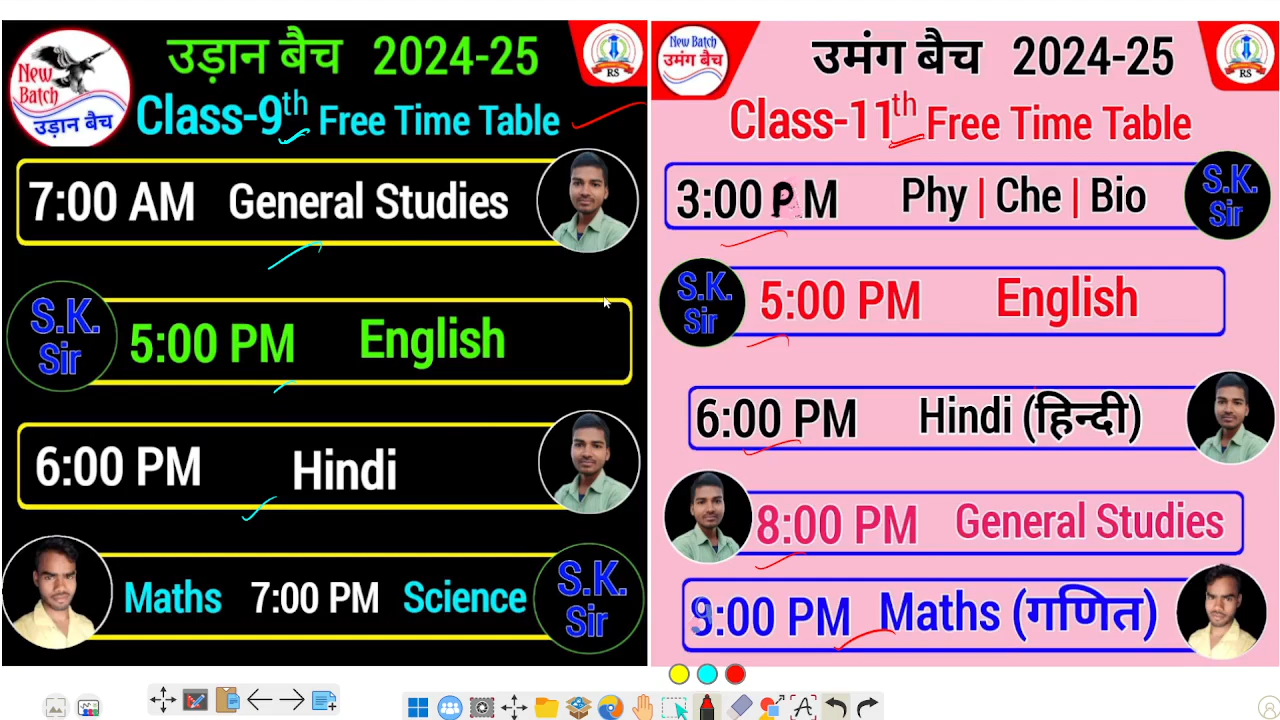 New
Batch
उड़ान बैच
उड़ान बैच 2024-25
RS
Class-9th Free Time Table
7:00 AM General Studies
S.K.
Sir
5:00 PM English
6:00 PM Hindi
Maths 7:00 PM Science
S.K.
Sir
New Batch
उमंग बैच
उमंग बैच 2024-25
RS
Class-11th Free Time Table
3:00 PM Phy | Che | Bio
S.K.
Sir
S.K.
Sir
5:00 PM English
6:00 PM Hindi (हिन्दी)
8:00 PM General Studies
9:00 PM Maths (गणित)